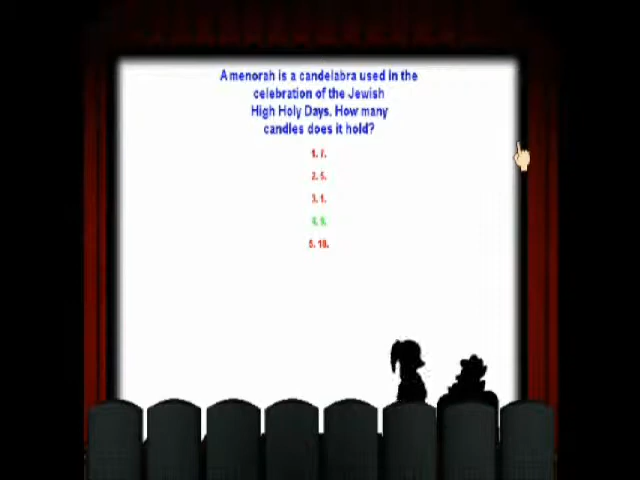 A menorah is a candelabra used in the
celebration of the Jewish
High Holy Days. How many
candles does it hold?
1. 7.
2. 5.
3. 1.
4. 9.
5. 10.